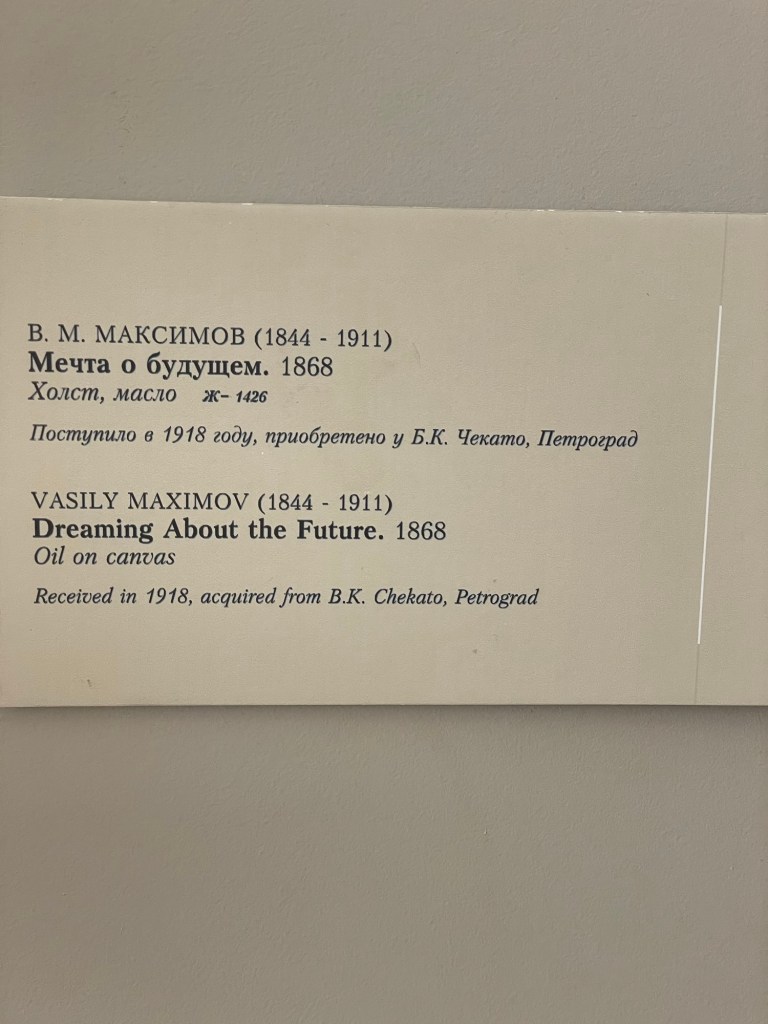 В. М. МАКСИМОВ (1844 - 1911)
Мечта о будущем. 1868
Холст, масло Ж- 1426
Поступило в 1918 году, приобретено у Б.К. Чекато, Петроград
VASILY MAXIMOV (1844 - 1911)
Dreaming About the Future. 1868
Oil on canvas
Received in 1918, acquired from B.K. Chekato, Petrograd